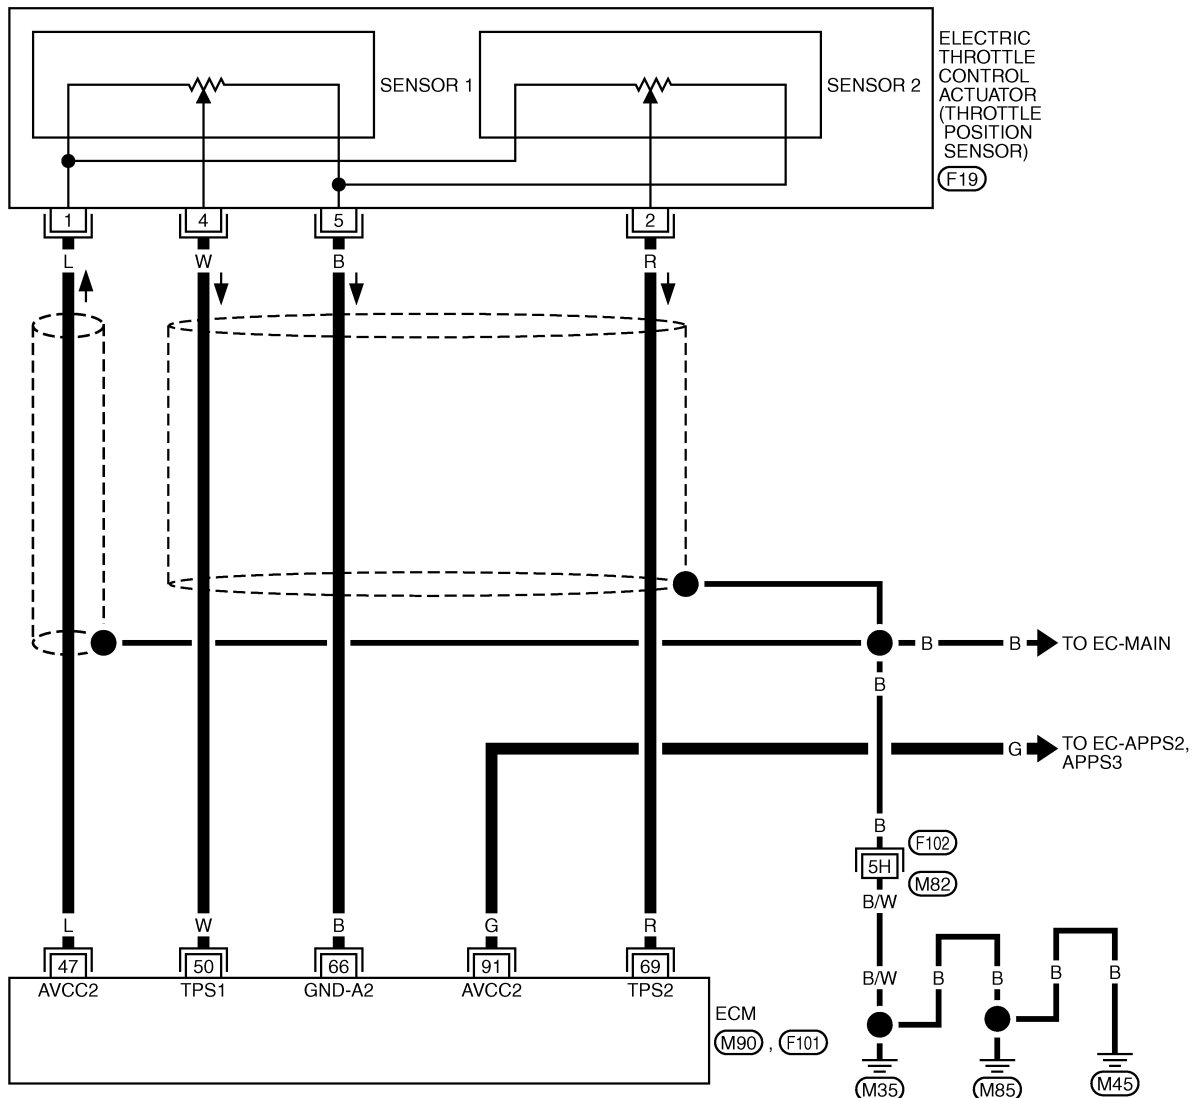 SENSOR 1
SENSOR 2
ELECTRIC
THROTTLE
CONTROL
ACTUATOR
(THROTTLE
POSITION
SENSOR)
F19
1
4
5
2
L
W
B
R
B
B
TO EC-MAIN
B
G
TO EC-APPS2,
APPS3
B
F102
5H
M82
B/W
L
W
B
G
R
47
50
66
91
69
AVCC2
TPS1
GND-A2
AVCC2
TPS2
B/W
B
B
B
B
ECM
M90 , F101
M35
M85
M45